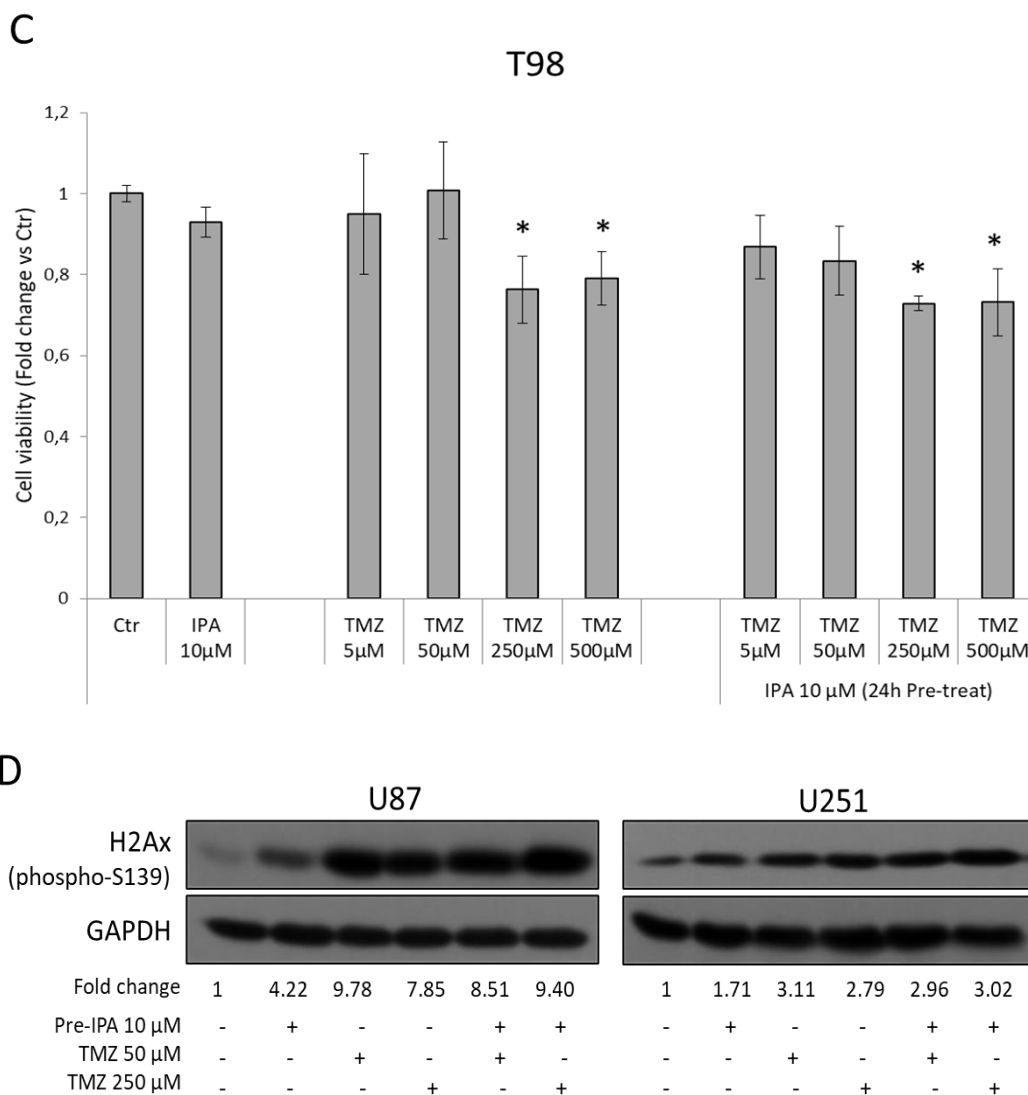 C
T98
Cell viability (Fold change vs Ctr)
1,2
1
0,8
0,6
0,4
0,2
0
* * * *
Ctr IPA TMZ TMZ TMZ TMZ TMZ TMZ TMZ TMZ
10µM 5µM 50µM 250µM 500µM 5µM 50µM 250µM 500µM
IPA 10 µM (24h Pre-treat)
D
U87 U251
H2Ax
(phospho-S139)
GAPDH
Fold change 1 4.22 9.78 7.85 8.51 9.40 1 1.71 3.11 2.79 2.96 3.02
Pre-IPA 10 µM - + - - + + - + - - + +
TMZ 50 µM - - + - + - - - + - + -
TMZ 250 µM - - - + - + - - - + - +